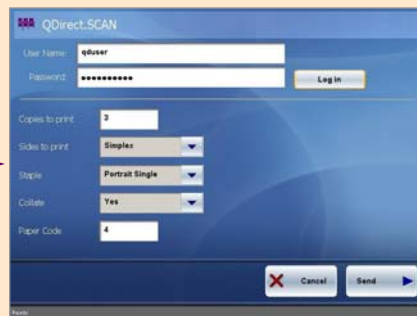 QDirect.SCAN
User Name: qduser
Password: ●●●●●●●●●● Log in
Copies to print 3
Sides to print Simplex
Staple Portrait Single
Collate Yes
Paper Code 4
Cancel Send
Ready